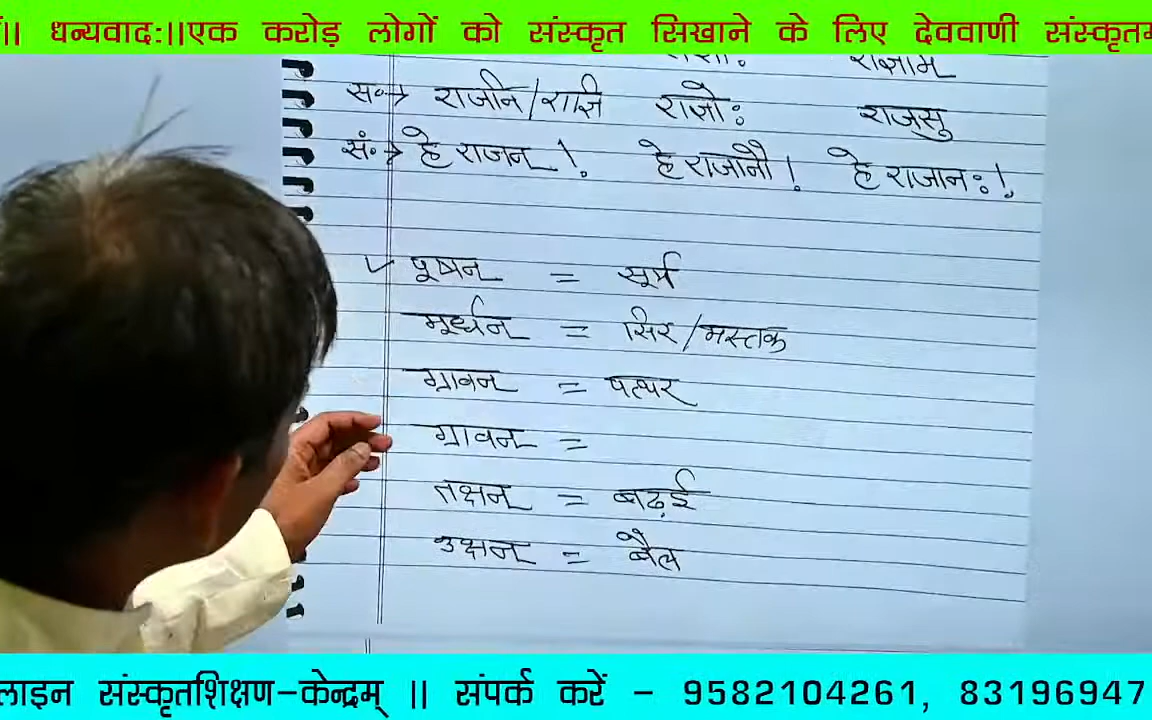 ॥ धन्यवादः॥एक करोड़ लोगों को संस्कृत सिखाने के लिए देववाणी संस्कृतम
राज्ञाम्
स०→ राजनि/राज्ञि राज्ञोः राजसु
सं०→ हे राजन् ! हे राजानौ ! हे राजानः !
✓ पूषन् = सूर्य
मूर्धन् = सिर/मस्तक
ग्रावन् = पत्थर
ग्रावन् =
तक्षन् = बढ़ई
उक्षन् = बैल
लाइन संस्कृतशिक्षण-केन्द्रम् || संपर्क करें - 9582104261, 83196947